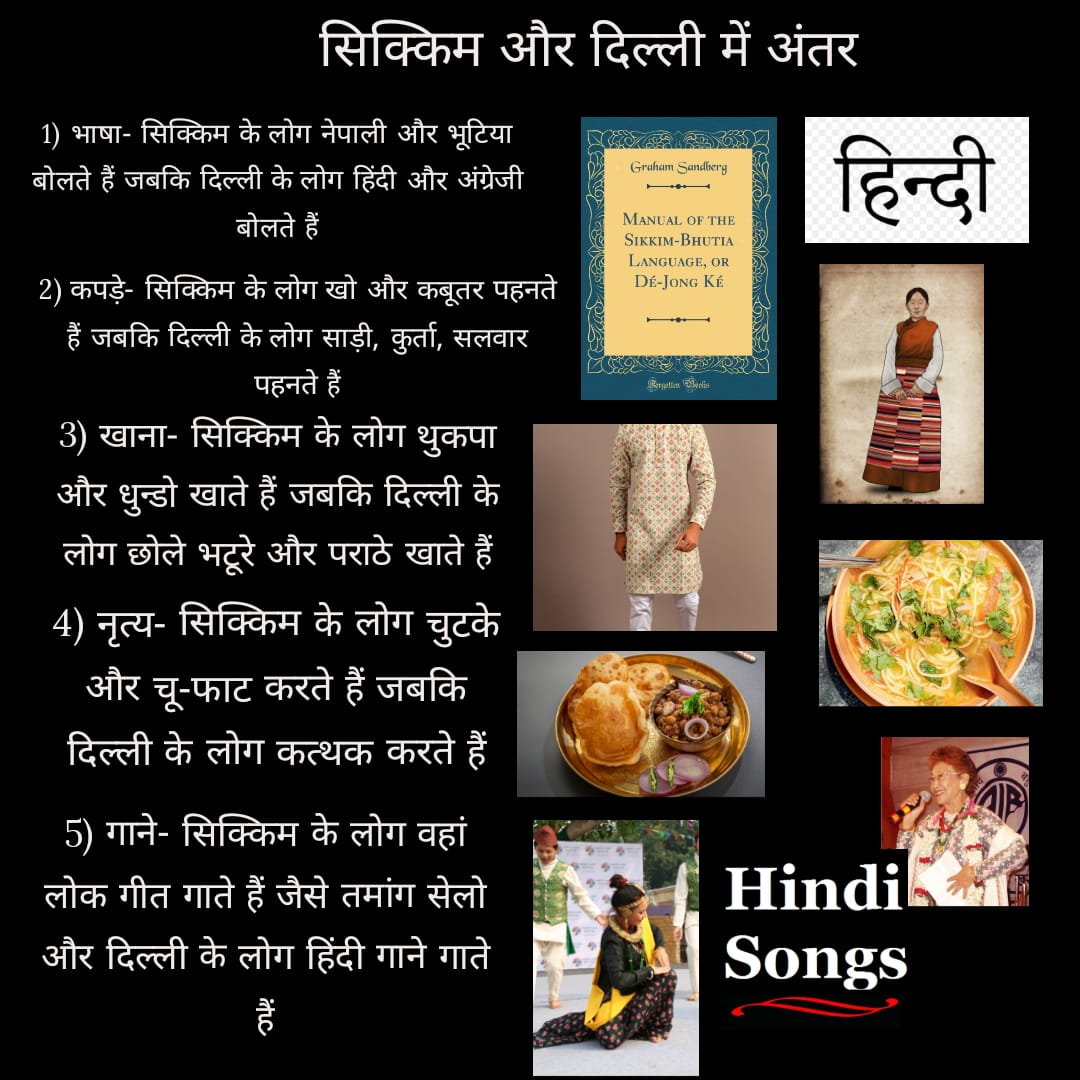 सिक्किम और दिल्ली में अंतर
1) भाषा- सिक्किम के लोग नेपाली और भूटिया
बोलते हैं जबकि दिल्ली के लोग हिंदी और अंग्रेजी
बोलते हैं
2) कपड़े- सिक्किम के लोग खो और कबूतर पहनते
हैं जबकि दिल्ली के लोग साड़ी, कुर्ता, सलवार
पहनते हैं
3) खाना- सिक्किम के लोग थुकपा
और धुन्डो खाते हैं जबकि दिल्ली के
लोग छोले भटूरे और पराठे खाते हैं
4) नृत्य- सिक्किम के लोग चुटके
और चू-फाट करते हैं जबकि
दिल्ली के लोग कत्थक करते हैं
5) गाने- सिक्किम के लोग वहां
लोक गीत गाते हैं जैसे तमांग सेलो
और दिल्ली के लोग हिंदी गाने गाते
हैं
Graham Sandberg
MANUAL OF THE
SIKKIM-BHUTIA
LANGUAGE, OR
DÉ-JONG KÉ
Forgotten Books
हिन्दी
Hindi
Songs